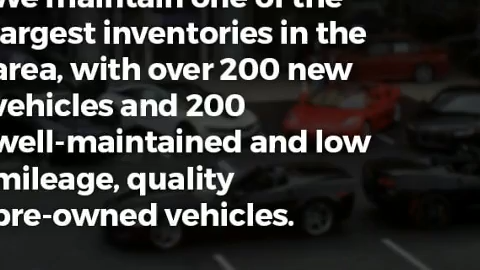 we maintain one of the
largest inventories in the
area, with over 200 new
vehicles and 200
well-maintained and low
mileage, quality
pre-owned vehicles.